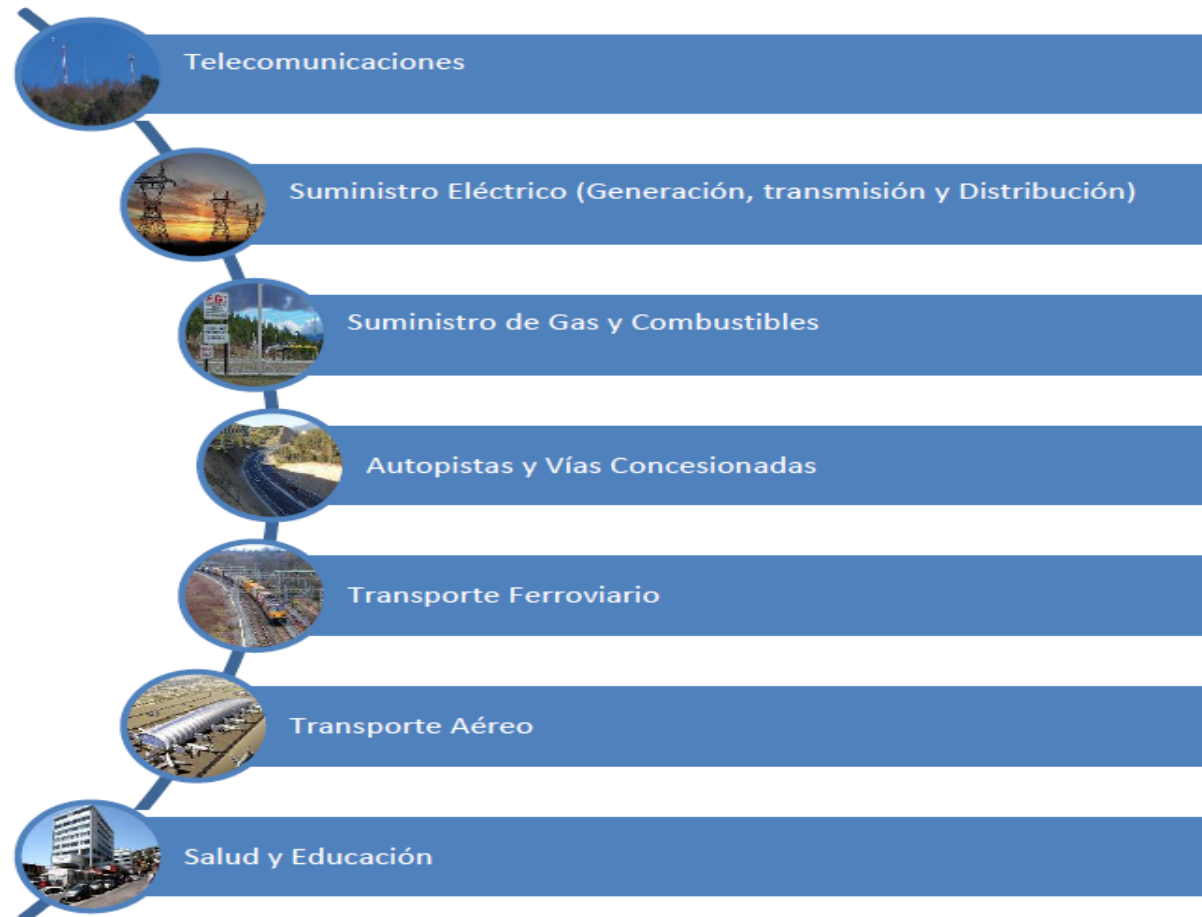 Telecomunicaciones
Suministro Eléctrico (Generación, transmisión y Distribución)
Suministro de Gas y Combustibles
Autopistas y Vías Concesionadas
Transporte Ferroviario
Transporte Aéreo
Salud y Educación